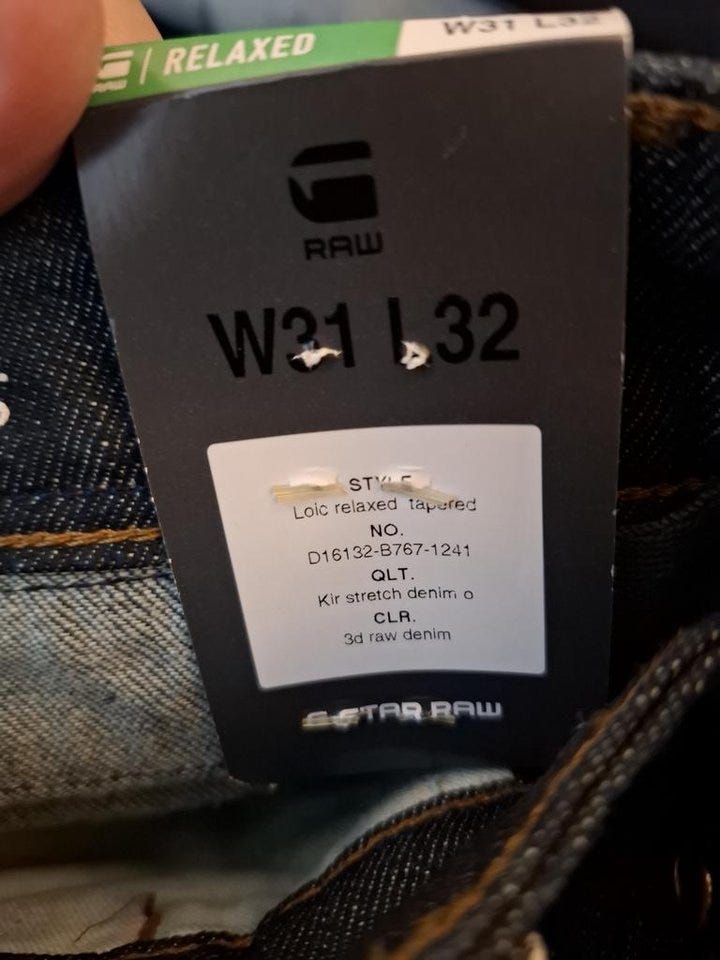 RAW | RELAXED W31 L32
RAW
W31 L32
STYLE
Loic relaxed tapered
NO.
D16132-B767-1241
QLT.
Kir stretch denim o
CLR.
3d raw denim
G-STAR RAW